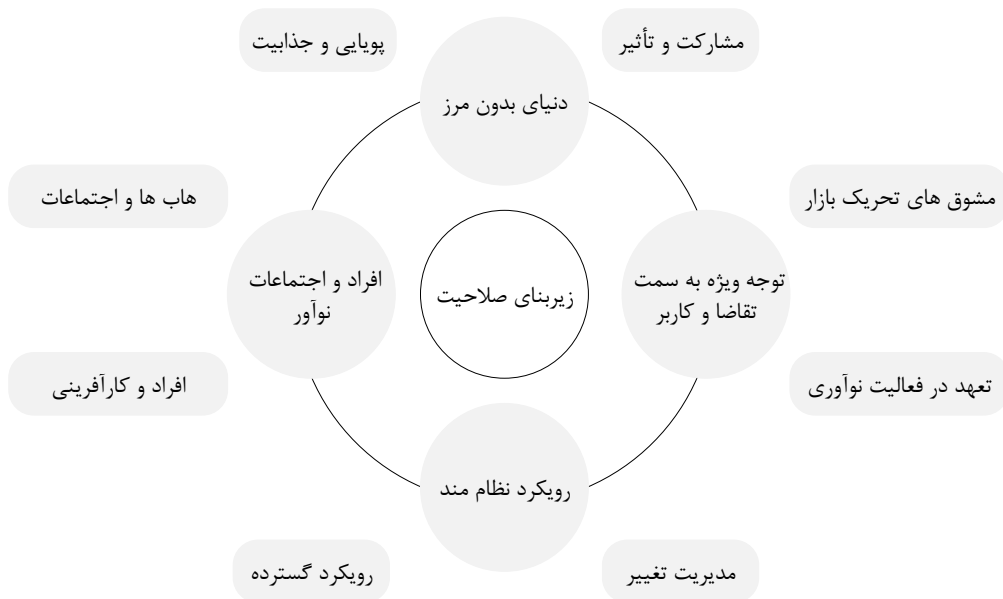 مشارکت و تأثیر
پویایی و جذابیت
دنیای بدون مرز
مشوق های تحریک بازار
هاب ها و اجتماعات
توجه ویژه به سمت
تقاضا و کاربر
زیربنای صلاحیت
افراد و اجتماعات
نوآور
تعهد در فعالیت نوآوری
افراد و کارآفرینی
رویکرد نظام مند
مدیریت تغییر
رویکرد گسترده